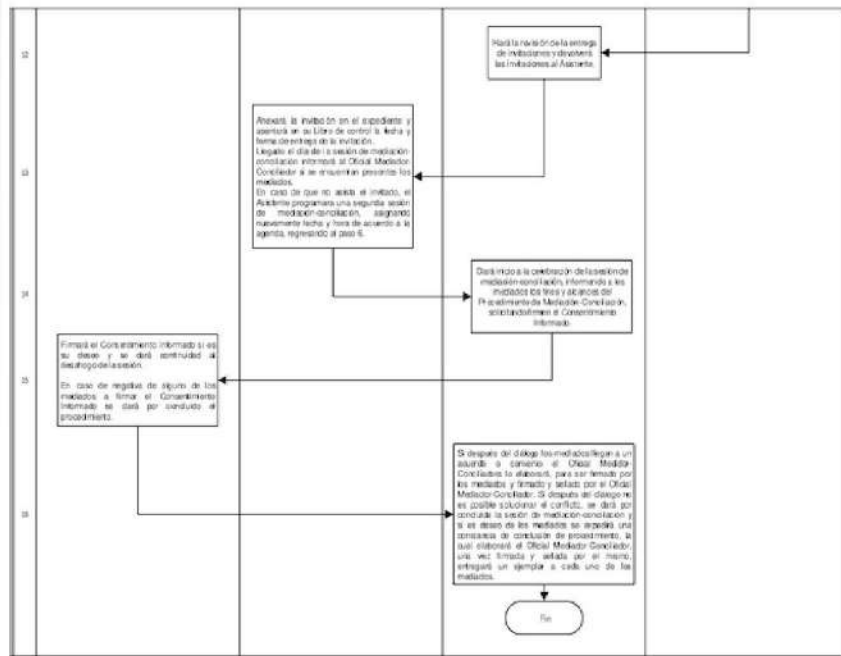 12
Hará la revisión de la entrega
de invitaciones y devolverá
las invitaciones al Asistente.
13
Anexará la invitación en el expediente y
asentará en su Libro de control la fecha y
forma de entrega de la invitación.
Llegado el día de la sesión de mediación-
conciliación informará al Oficial Mediador-
Conciliador si se encuentran presentes los
mediados.
En caso de que no asista el invitado, el
Asistente programara una segunda sesión
de mediación-conciliación, asignando
nuevamente fecha y hora de acuerdo a la
agenda, regresando al paso 6.
14
Dará inicio a la celebración de la sesión de
mediación-conciliación, informando a los
mediados los fines y alcances del
Procedimiento de Mediación-Conciliación,
solicitando firmen el Consentimiento
Informado.
15
Firmará el Consentimiento Informado si es
su deseo y se dará continuidad al
desahogo de la sesión.
En caso de negativa de alguno de los
mediados a firmar el Consentimiento
Informado se dará por concluido el
procedimiento.
16
Si después del diálogo los mediados llegan a un
acuerdo o convenio el Oficial Mediador-
Conciliador lo elaborará, para ser firmado por
los mediados y firmado y sellado por el Oficial
Mediador-Conciliador. Si después del diálogo no
es posible solucionar el conflicto, se dará por
concluida la sesión de mediación-conciliación y
si es deseo de los mediados se expedirá una
constancia de conclusión de procedimiento, la
cual elaborará el Oficial Mediador-Conciliador,
una vez firmada y sellada por el mismo,
entregará un ejemplar a cada uno de los
mediados.
Fin